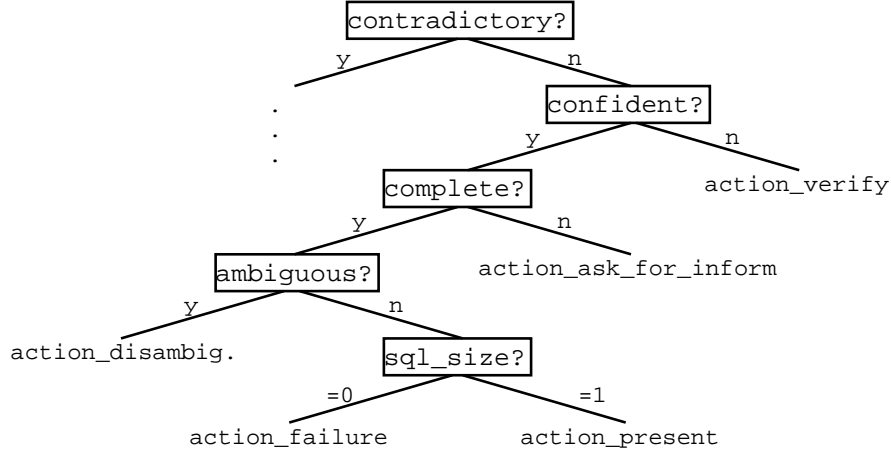 contradictory?
y n
confident?
.
.
.
y n
complete?
action_verify
y n
ambiguous?
action_ask_for_inform
y n
action_disambig.
sql_size?
=0 =1
action_failure action_present